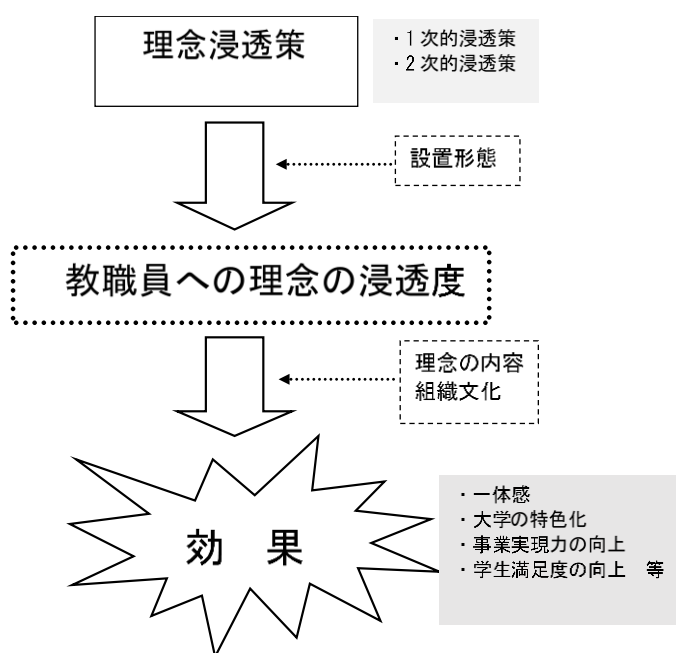 理念浸透策
・1次的浸透策
・2次的浸透策
設置形態
教職員への理念の浸透度
理念の内容
組織文化
効　果
・一体感
・大学の特色化
・事業実現力の向上
・学生満足度の向上　等